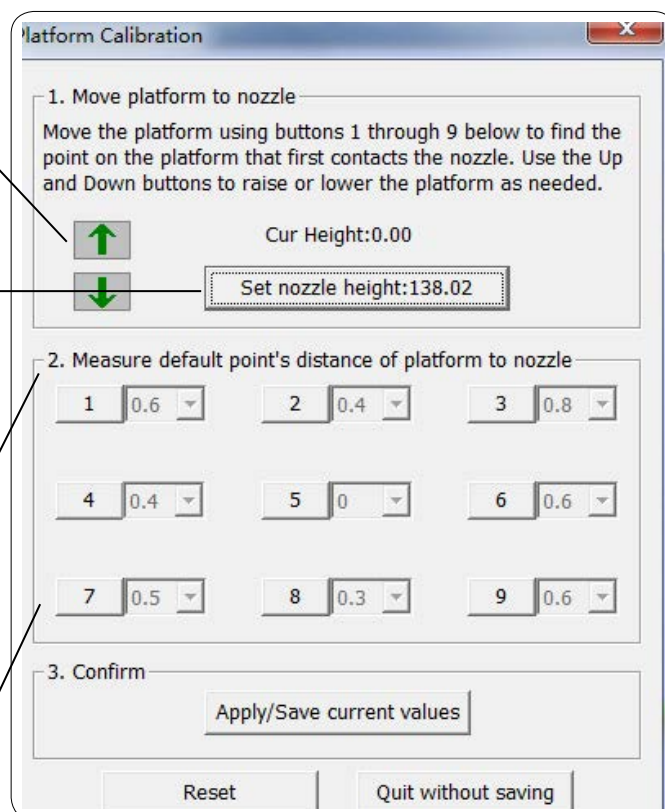 Platform Calibration
X
1. Move platform to nozzle
Move the platform using buttons 1 through 9 below to find the
point on the platform that first contacts the nozzle. Use the Up
and Down buttons to raise or lower the platform as needed.
Cur Height:0.00
Set nozzle height:138.02
2. Measure default point's distance of platform to nozzle
1 0.6 2 0.4 3 0.8
4 0.4 5 0 6 0.6
7 0.5 8 0.3 9 0.6
3. Confirm
Apply/Save current values
Reset Quit without saving